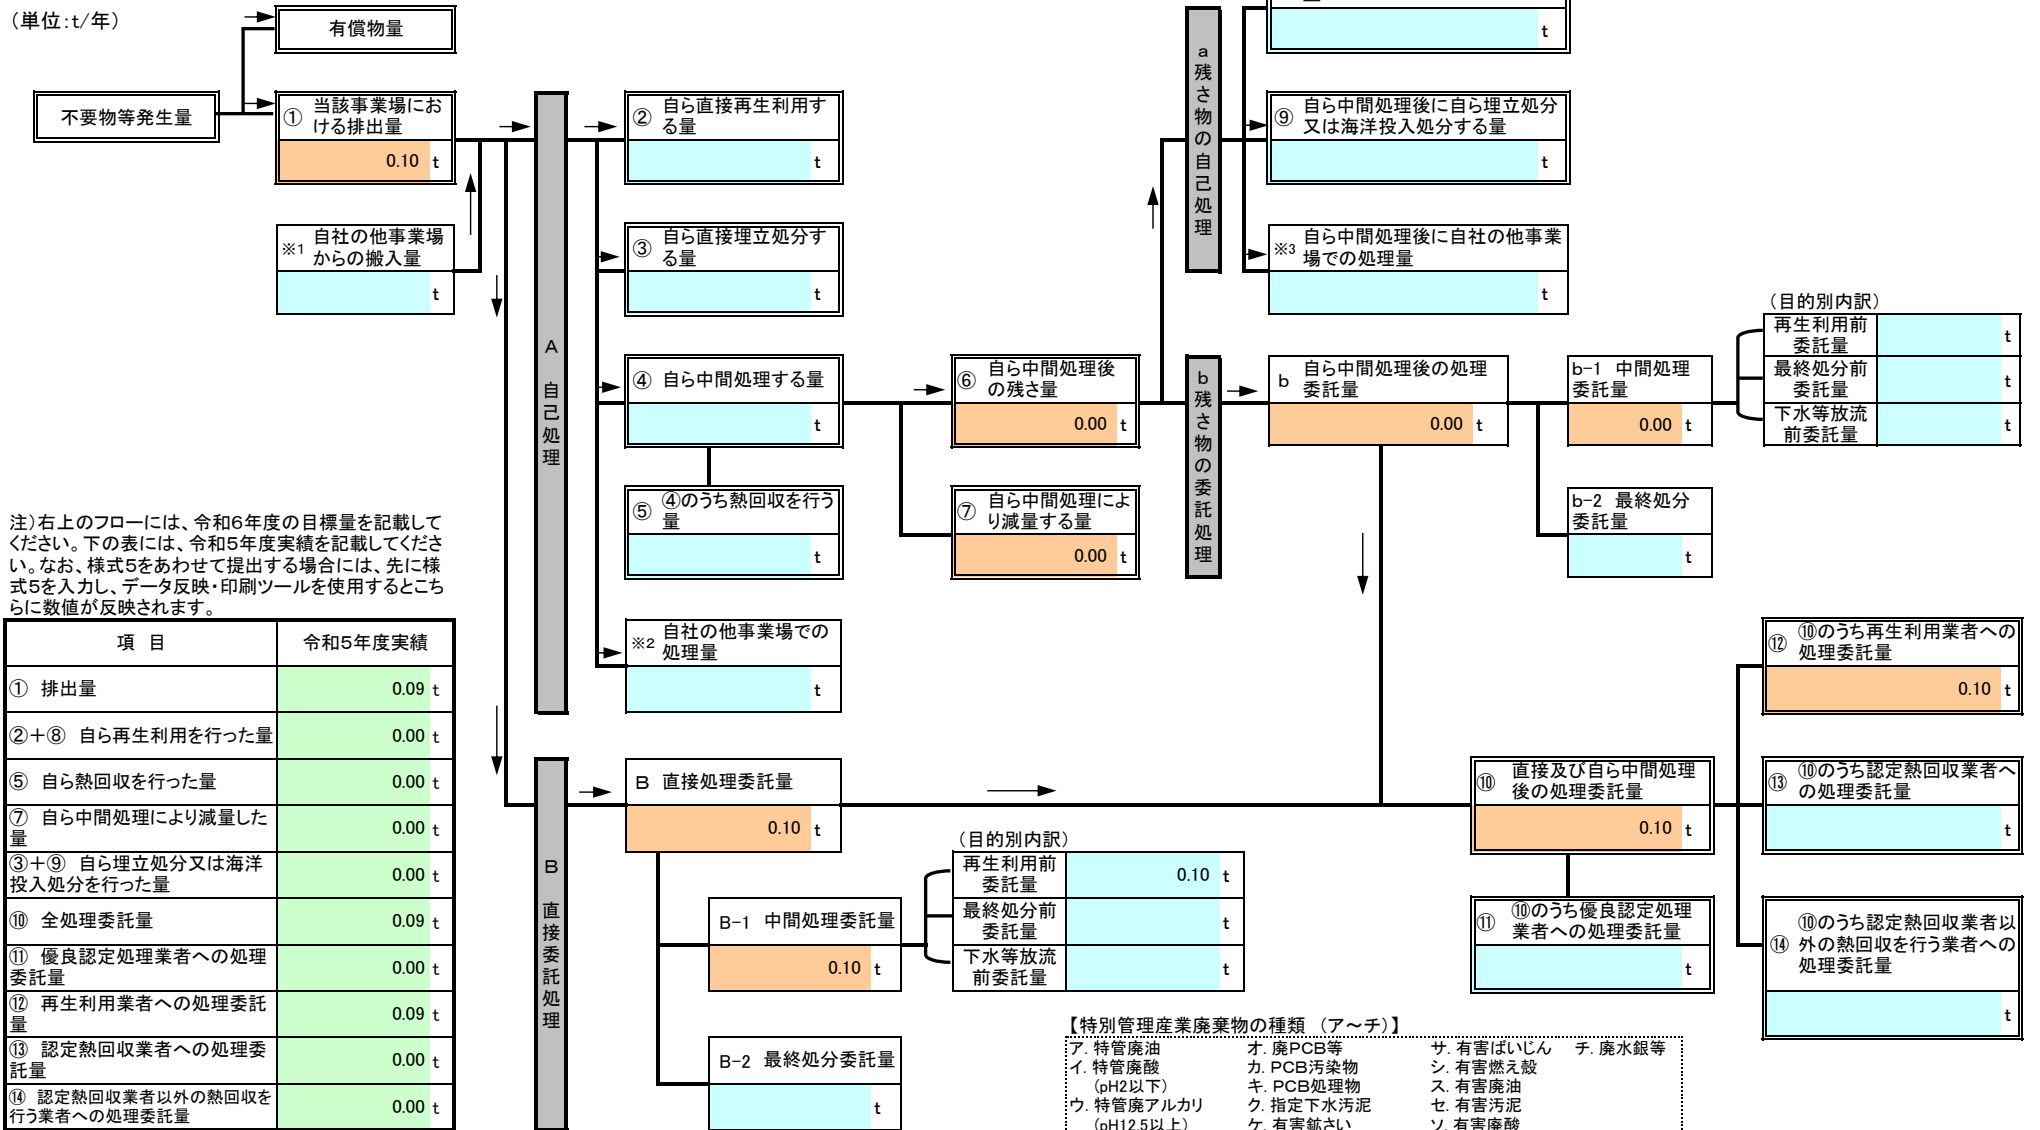 (単位:t/年)
有償物量
t
不要物等発生量
①
当該事業場にお
ける排出量
0.10 t
※1
自社の他事業場
からの搬入量
t
A 自己処理
②
自ら直接再生利用す
る量
t
③
自ら直接埋立処分す
る量
t
④ 自ら中間処理する量
t
⑤
④のうち熱回収を行う
量
t
※2
自社の他事業場での
処理量
t
⑥
自ら中間処理後
の残さ量
0.00 t
⑦
自ら中間処理によ
り減量する量
0.00 t
a 残さ物の自己処理
⑨
自ら中間処理後に自ら埋立処分
又は海洋投入処分する量
t
※3
自ら中間処理後に自社の他事業
場での処理量
t
b 残さ物の委託処理
b
自ら中間処理後の処理
委託量
0.00 t
b-1 中間処理
委託量
0.00 t
b-2 最終処分
委託量
t
(目的別内訳)
再生利用前
委託量
t
最終処分前
委託量
t
下水等放流
前委託量
t
注)右上のフローには、令和6年度の目標量を記載して
ください。下の表には、令和5年度実績を記載してくださ
い。なお、様式5をあわせて提出する場合には、先に様
式5を入力し、データ反映・印刷ツールを使用するとこち
らに数値が反映されます。
項 目 令和5年度実績
① 排出量 0.09 t
②+⑧ 自ら再生利用を行った量 0.00 t
⑤ 自ら熱回収を行った量 0.00 t
⑦ 自ら中間処理により減量した
量 0.00 t
③+⑨ 自ら埋立処分又は海洋
投入処分を行った量 0.00 t
⑩ 全処理委託量 0.09 t
⑪ 優良認定処理業者への処理
委託量 0.00 t
⑫ 再生利用業者への処理委託
量 0.09 t
⑬ 認定熱回収業者への処理委
託量 0.00 t
⑭ 認定熱回収業者以外の熱回収を
行う業者への処理委託量 0.00 t
B 直接委託処理
B 直接処理委託量
0.10 t
B-1 中間処理委託量
0.10 t
B-2 最終処分委託量
t
(目的別内訳)
再生利用前
委託量
0.10 t
最終処分前
委託量
t
下水等放流
前委託量
t
⑩
直接及び自ら中間処理
後の処理委託量
0.10 t
⑪
⑩のうち優良認定処理
業者への処理委託量
t
⑫
⑩のうち再生利用業者への
処理委託量
0.10 t
⑬
⑩のうち認定熱回収業者へ
の処理委託量
t
⑭
⑩のうち認定熱回収業者以
外の熱回収を行う業者への
処理委託量
t
【特別管理産業廃棄物の種類 (ア~チ)】
ア. 特管廃油 オ. 廃PCB等 サ. 有害ばいじん チ. 廃水銀等
イ. 特管廃酸 カ. PCB汚染物 シ. 有害燃え殻
(pH2以下) キ. PCB処理物 ス. 有害廃油
ウ. 特管廃アルカリ ク. 指定下水汚泥 セ. 有害汚泥
(pH12.5以上) ケ. 有害鉱さい ソ. 有害廃酸